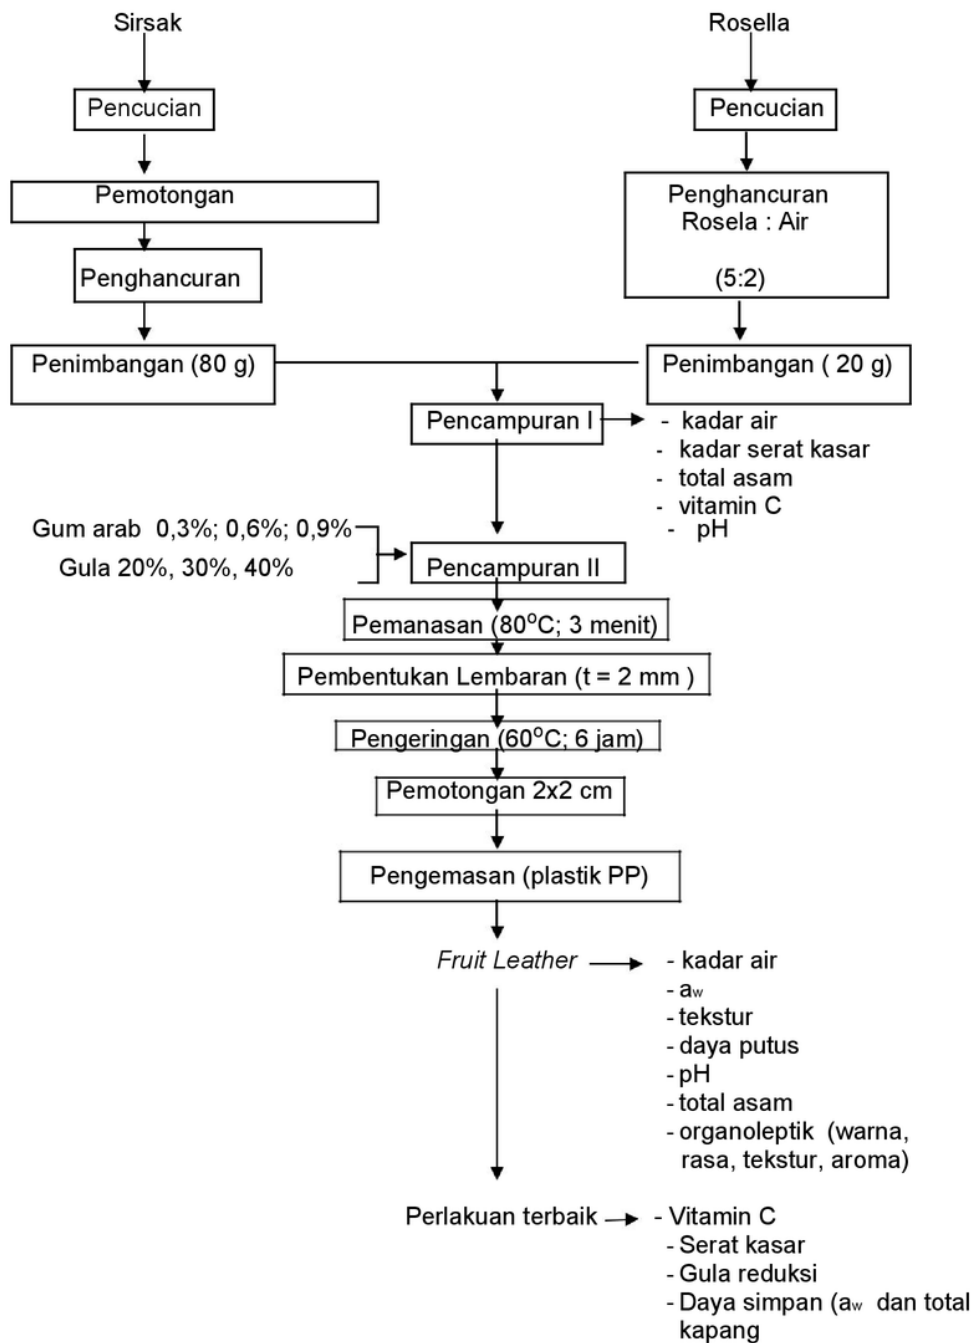 Sirsak
Rosella
Pencucian
Pencucian
Pemotongan
Penghancuran
Rosela : Air
(5:2)
Penghancuran
Penimbangan (80 g)
Penimbangan ( 20 g)
Pencampuran I
- kadar air
- kadar serat kasar
- total asam
- vitamin C
- pH
Gum arab 0,3%; 0,6%; 0,9%
Gula 20%, 30%, 40%
Pencampuran II
Pemanasan (80°C; 3 menit)
Pembentukan Lembaran (t = 2 mm )
Pengeringan (60°C; 6 jam)
Pemotongan 2x2 cm
Pengemasan (plastik PP)
Fruit Leather
- kadar air
- aw
- tekstur
- daya putus
- pH
- total asam
- organoleptik (warna,
rasa, tekstur, aroma)
Perlakuan terbaik
- Vitamin C
- Serat kasar
- Gula reduksi
- Daya simpan (aw dan total
kapang